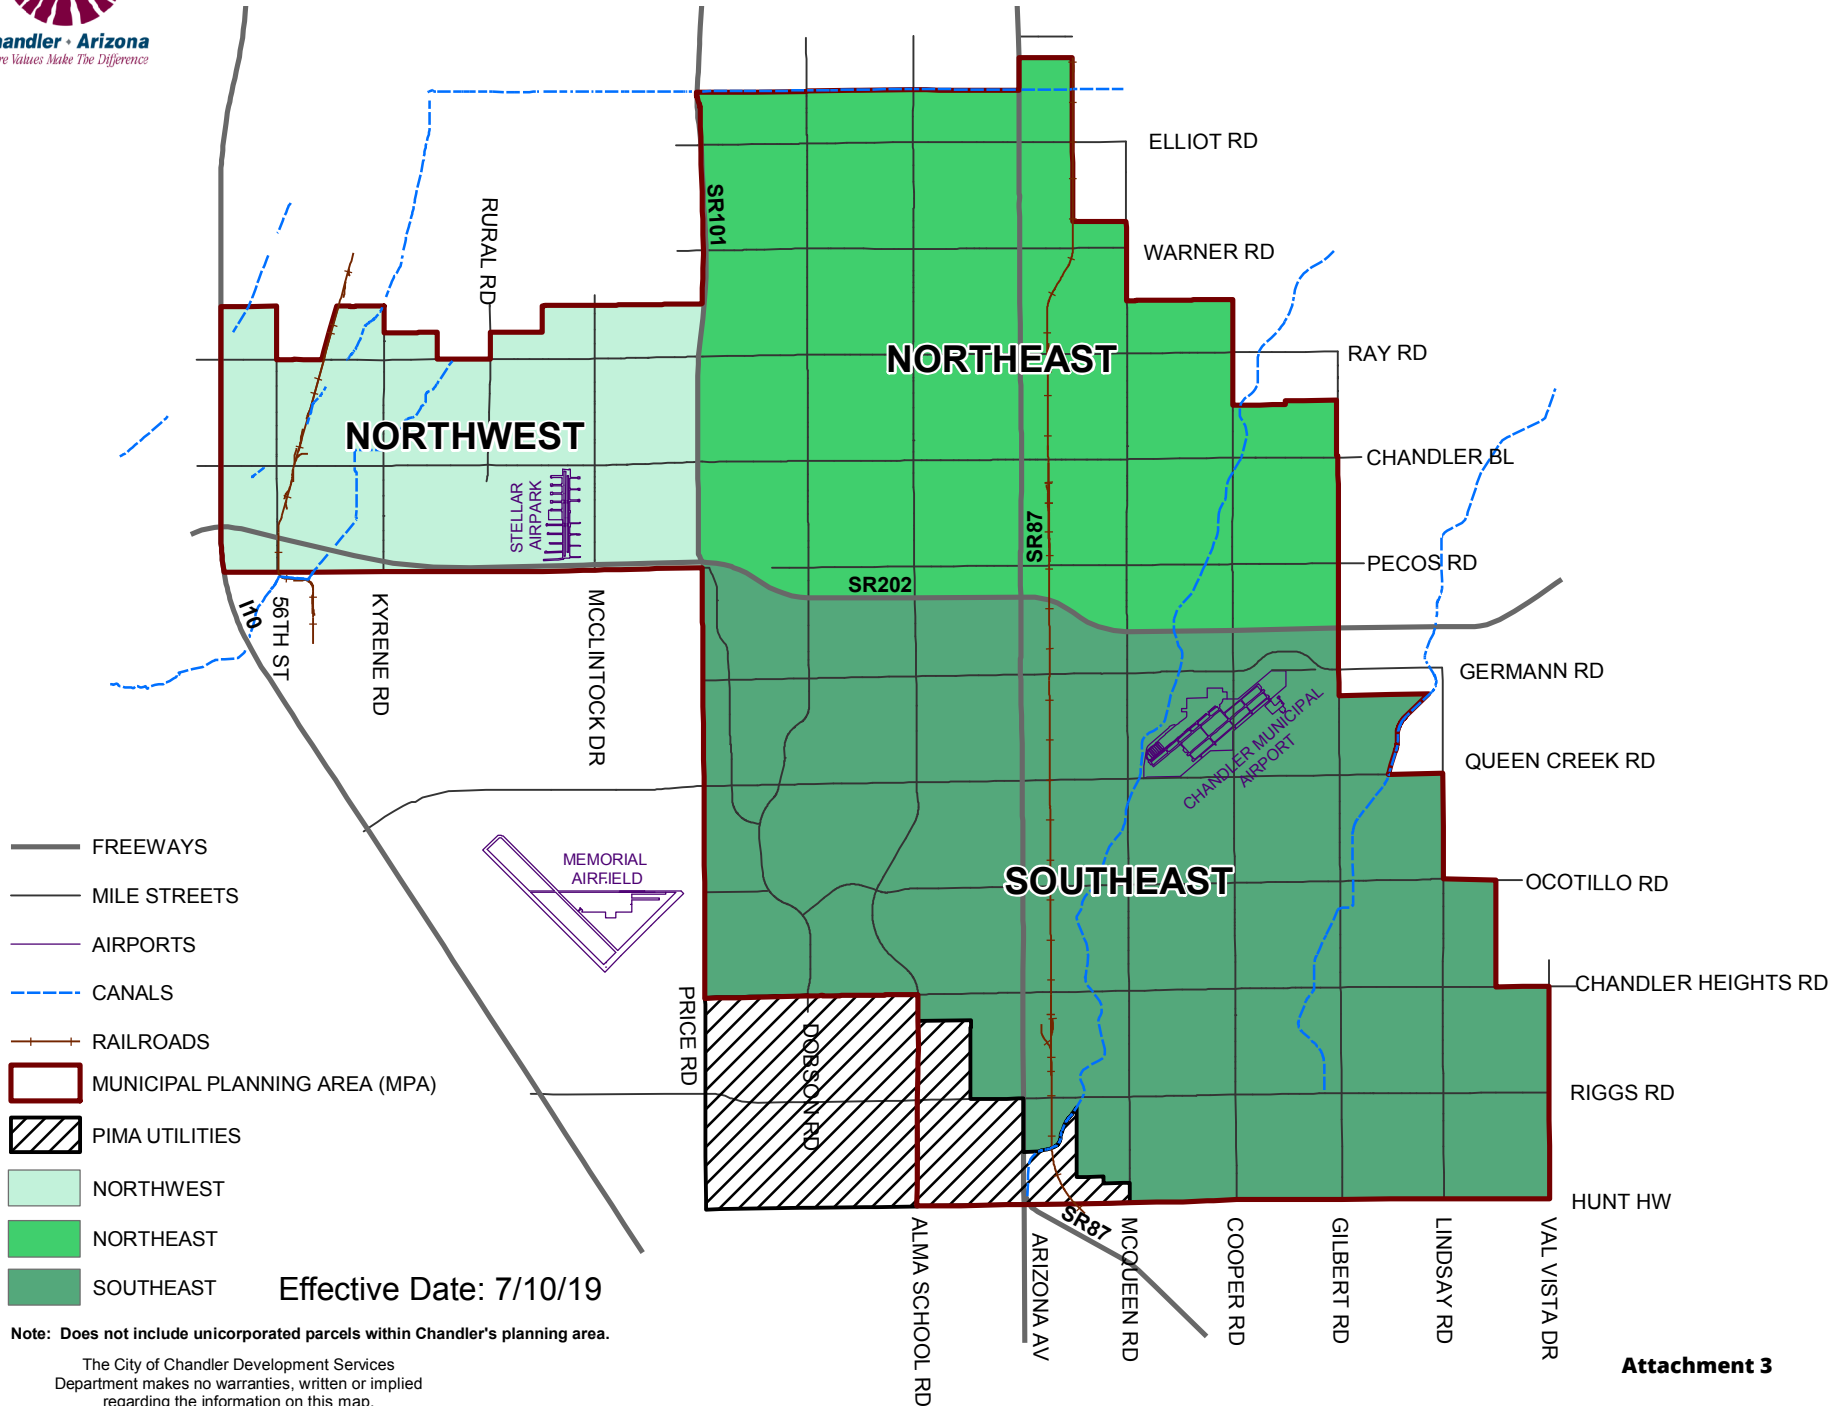 Chandler • Arizona
Where Values Make The Difference
ELLIOT RD
SR101
RURAL RD
WARNER RD
NORTHEAST
RAY RD
NORTHWEST
CHANDLER BL
STELLAR
AIRPARK
SR87
PECOS RD
SR202
I10
56TH ST
KYRENE RD
MCCLINTOCK DR
GERMANN RD
CHANDLER MUNICIPAL
AIRPORT
QUEEN CREEK RD
FREEWAYS
MEMORIAL
AIRFIELD
SOUTHEAST
OCOTILLO RD
MILE STREETS
AIRPORTS
CANALS
CHANDLER HEIGHTS RD
PRICE RD
DOBSON RD
RAILROADS
MUNICIPAL PLANNING AREA (MPA)
RIGGS RD
PIMA UTILITIES
NORTHWEST
HUNT HW
SR87
ALMA SCHOOL RD
ARIZONA AV
MCQUEEN RD
COOPER RD
GILBERT RD
LINDSAY RD
VAL VISTA DR
NORTHEAST
SOUTHEAST
Effective Date: 7/10/19
Note: Does not include unicorporated parcels within Chandler's planning area.
The City of Chandler Development Services
Department makes no warranties, written or implied
regarding the information on this map.
Attachment 3